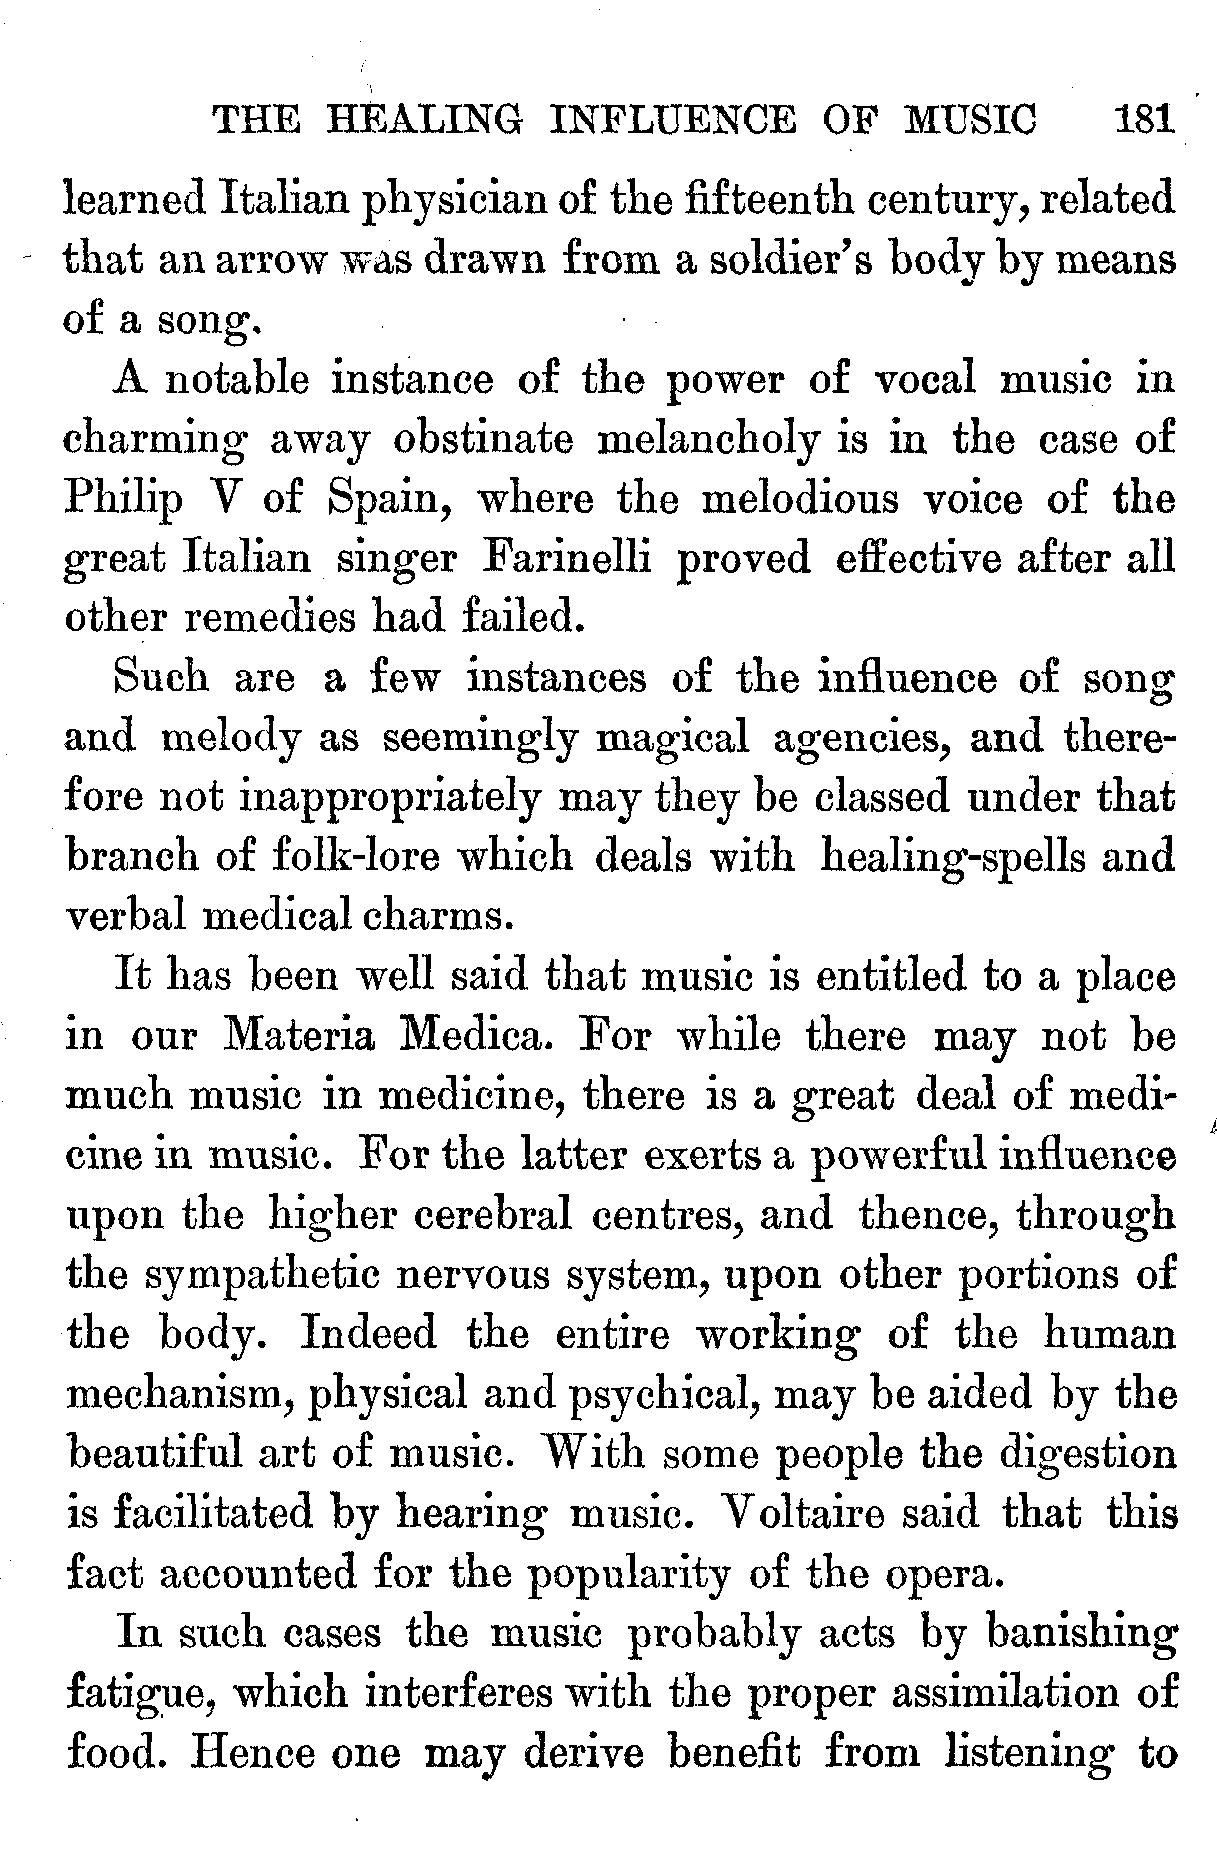 THE HEALING INFLUENCE OF MUSIC 181
learned Italian physician of the fifteenth century, related
that an arrow was drawn from a soldier's body by means
of a song.
A notable instance of the power of vocal music in
charming away obstinate melancholy is in the case of
Philip V of Spain, where the melodious voice of the
great Italian singer Farinelli proved effective after all
other remedies had failed.
Such are a few instances of the influence of song
and melody as seemingly magical agencies, and there-
fore not inappropriately may they be classed under that
branch of folk-lore which deals with healing-spells and
verbal medical charms.
It has been well said that music is entitled to a place
in our Materia Medica. For while there may not be
much music in medicine, there is a great deal of medi-
cine in music. For the latter exerts a powerful influence
upon the higher cerebral centres, and thence, through
the sympathetic nervous system, upon other portions of
the body. Indeed the entire working of the human
mechanism, physical and psychical, may be aided by the
beautiful art of music. With some people the digestion
is facilitated by hearing music. Voltaire said that this
fact accounted for the popularity of the opera.
In such cases the music probably acts by banishing
fatigue, which interferes with the proper assimilation of
food. Hence one may derive benefit from listening to